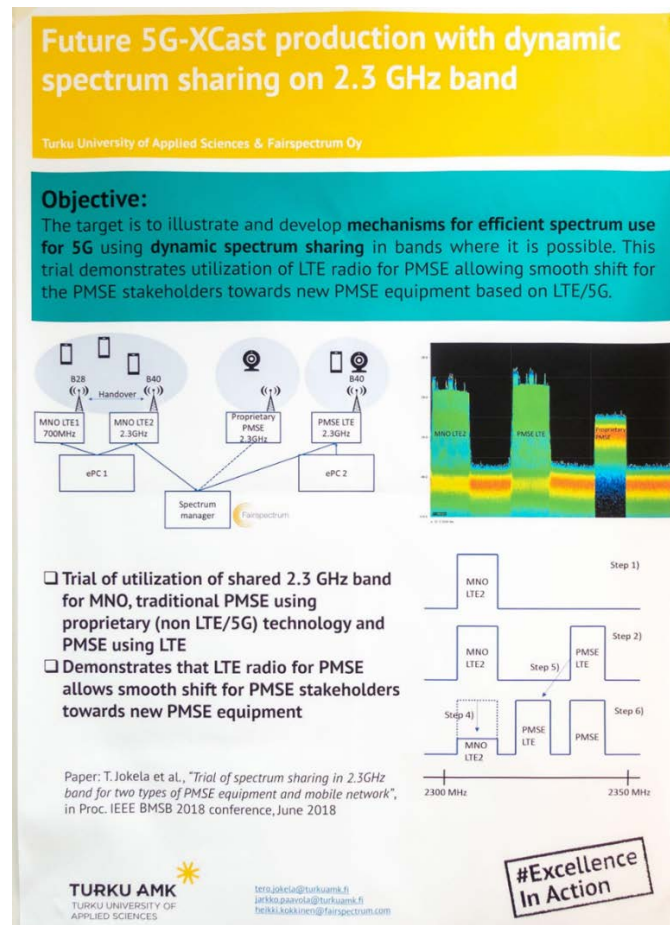 Future 5G-XCast production with dynamic
spectrum sharing on 2.3 GHz band
Turku University of Applied Sciences & Fairspectrum Oy
Objective:
The target is to illustrate and develop mechanisms for efficient spectrum use
for 5G using dynamic spectrum sharing in bands where it is possible. This
trial demonstrates utilization of LTE radio for PMSE allowing smooth shift for
the PMSE stakeholders towards new PMSE equipment based on LTE/5G.
B28
Handover
B40
B40
MNO LTE1
700MHz
MNO LTE2
2.3GHz
Proprietary
PMSE
2.3GHz
PMSE LTE
2.3GHz
ePC 1
ePC 2
Spectrum
manager
Fairspectrum
MNO LTE2
PMSE LTE
Proprietary
PMSE
❑ Trial of utilization of shared 2.3 GHz band
for MNO, traditional PMSE using
proprietary (non LTE/5G) technology and
PMSE using LTE
❑ Demonstrates that LTE radio for PMSE
allows smooth shift for PMSE stakeholders
towards new PMSE equipment
Step 1)
MNO
LTE2
Step 2)
MNO
LTE2
PMSE
LTE
Step 5)
Step 4)
MNO
LTE2
PMSE
LTE
PMSE
Step 6)
2300 MHz
2350 MHz
Paper: T. Jokela et al., "Trial of spectrum sharing in 2.3GHz
band for two types of PMSE equipment and mobile network",
in Proc. IEEE BMSB 2018 conference, June 2018
TURKU AMK
TURKU UNIVERSITY OF
APPLIED SCIENCES
tero.jokela@turkuamk.fi
jarkko.paavola@turkuamk.fi
heikki.kokkinen@fairspectrum.com
#Excellence
In Action